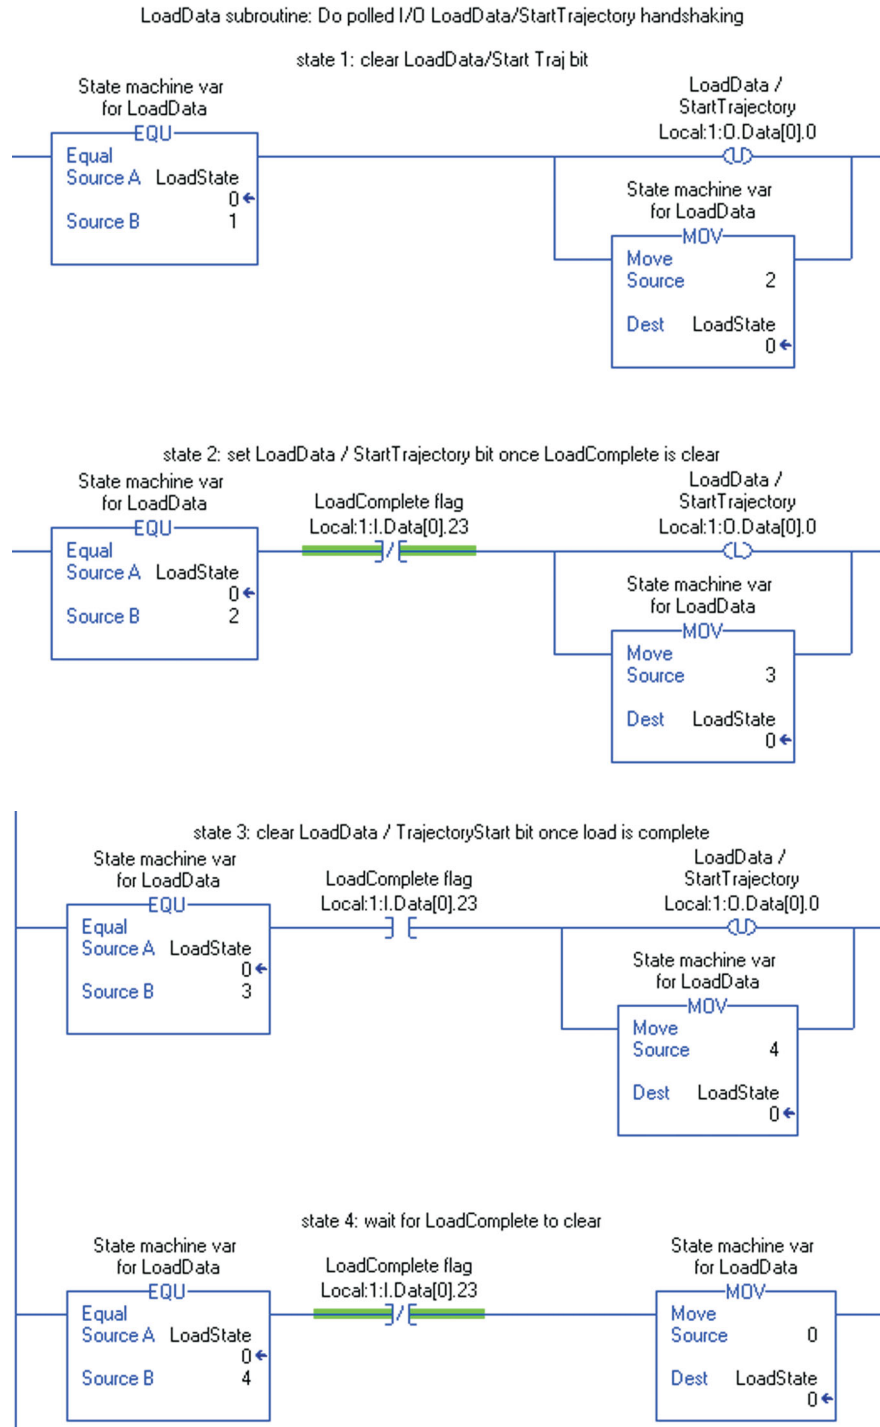 LoadData subroutine: Do polled I/O LoadData/StartTrajectory handshaking
state 1: clear LoadData/Start Traj bit
State machine var
for LoadData
EQU
Equal
Source A LoadState
0
Source B 1
LoadData /
StartTrajectory
Local:1:O.Data[0].0
U
State machine var
for LoadData
MOV
Move
Source 2
Dest LoadState
0
state 2: set LoadData / StartTrajectory bit once LoadComplete is clear
State machine var
for LoadData
EQU
Equal
Source A LoadState
0
Source B 2
LoadComplete flag
Local:1:I.Data[0].23
/
LoadData /
StartTrajectory
Local:1:O.Data[0].0
L
State machine var
for LoadData
MOV
Move
Source 3
Dest LoadState
0
state 3: clear LoadData / TrajectoryStart bit once load is complete
State machine var
for LoadData
EQU
Equal
Source A LoadState
0
Source B 3
LoadComplete flag
Local:1:I.Data[0].23
LoadData /
StartTrajectory
Local:1:O.Data[0].0
U
State machine var
for LoadData
MOV
Move
Source 4
Dest LoadState
0
state 4: wait for LoadComplete to clear
State machine var
for LoadData
EQU
Equal
Source A LoadState
0
Source B 4
LoadComplete flag
Local:1:I.Data[0].23
/
State machine var
for LoadData
MOV
Move
Source 0
Dest LoadState
0